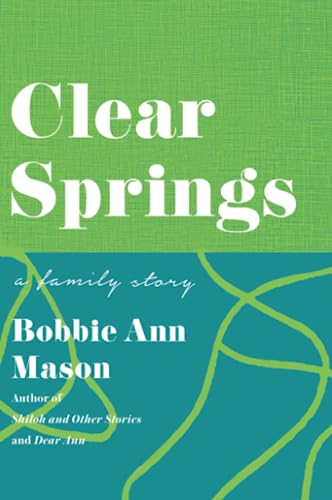 Clear
Springs
a family story
Bobbie Ann
Mason
Author of
Shiloh and Other Stories
and Dear Ann